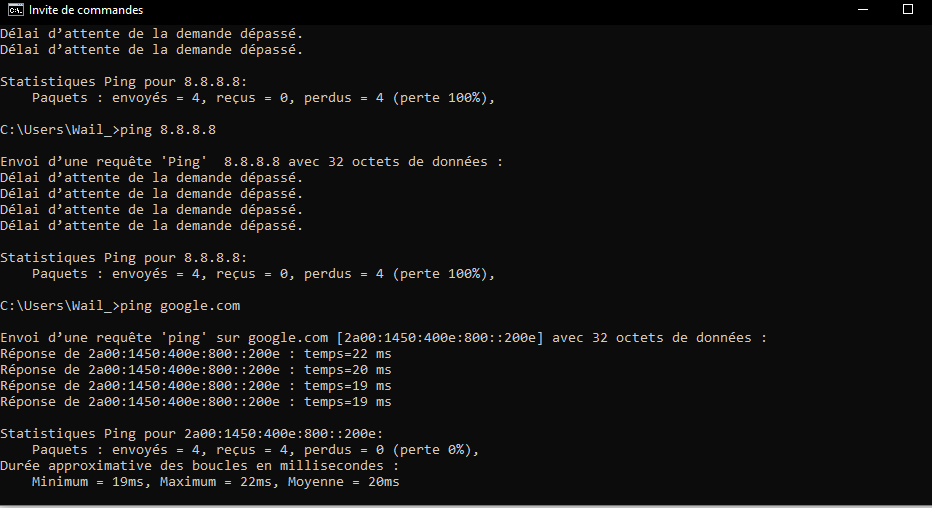 Invite de commandes
Délai d’attente de la demande dépassé.
Délai d’attente de la demande dépassé.
Statistiques Ping pour 8.8.8.8:
    Paquets : envoyés = 4, reçus = 0, perdus = 4 (perte 100%),
C:\Users\Wail_>ping 8.8.8.8
Envoi d’une requête 'Ping'  8.8.8.8 avec 32 octets de données :
Délai d’attente de la demande dépassé.
Délai d’attente de la demande dépassé.
Délai d’attente de la demande dépassé.
Délai d’attente de la demande dépassé.
Statistiques Ping pour 8.8.8.8:
    Paquets : envoyés = 4, reçus = 0, perdus = 4 (perte 100%),
C:\Users\Wail_>ping google.com
Envoi d’une requête 'ping' sur google.com [2a00:1450:400e:800::200e] avec 32 octets de données :
Réponse de 2a00:1450:400e:800::200e : temps=22 ms
Réponse de 2a00:1450:400e:800::200e : temps=20 ms
Réponse de 2a00:1450:400e:800::200e : temps=19 ms
Réponse de 2a00:1450:400e:800::200e : temps=19 ms
Statistiques Ping pour 2a00:1450:400e:800::200e:
    Paquets : envoyés = 4, reçus = 4, perdus = 0 (perte 0%),
Durée approximative des boucles en millisecondes :
    Minimum = 19ms, Maximum = 22ms, Moyenne = 20ms